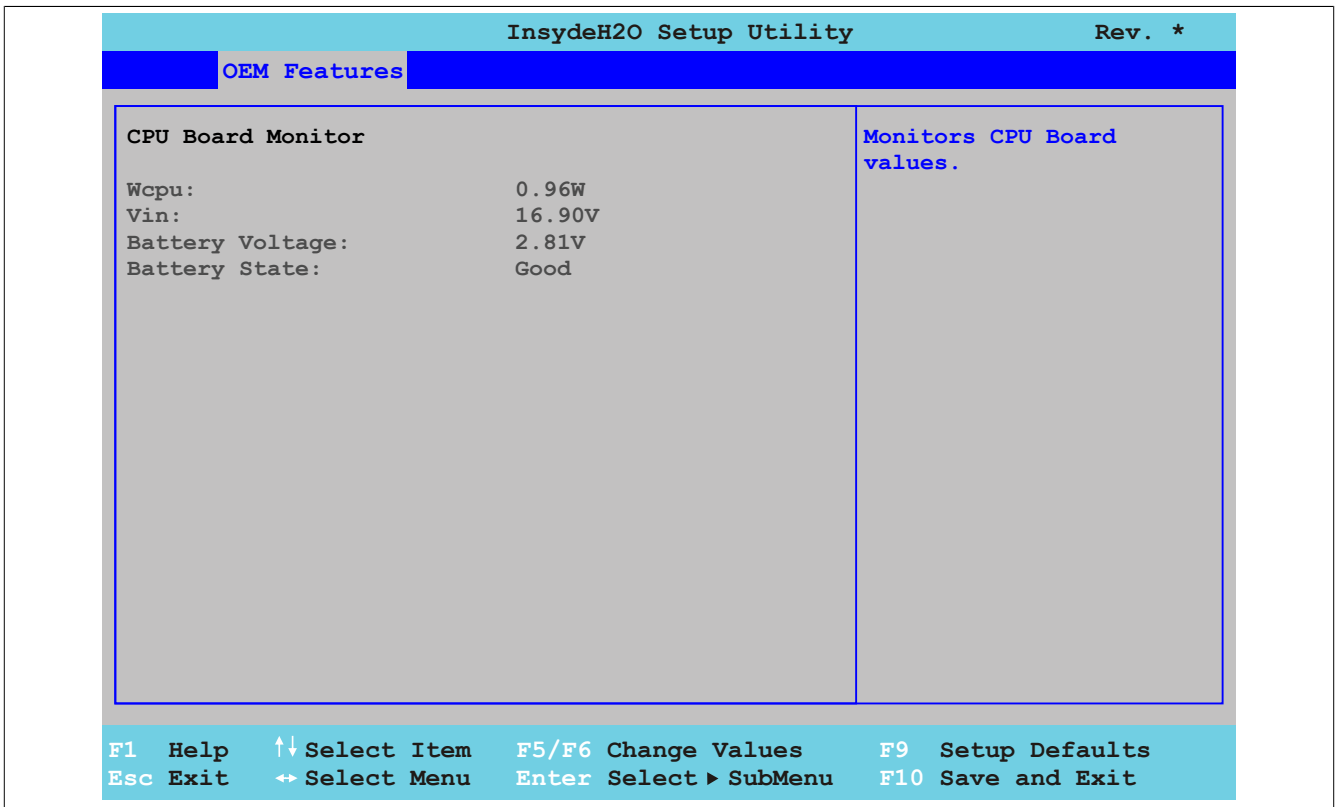 InsydeH2O Setup Utility Rev. *
OEM Features
CPU Board Monitor
Monitors CPU Board
values.
Wcpu: 0.96W
Vin: 16.90V
Battery Voltage: 2.81V
Battery State: Good
F1 Help ↑↓ Select Item F5/F6 Change Values F9 Setup Defaults
Esc Exit ↔ Select Menu Enter Select ▶ SubMenu F10 Save and Exit